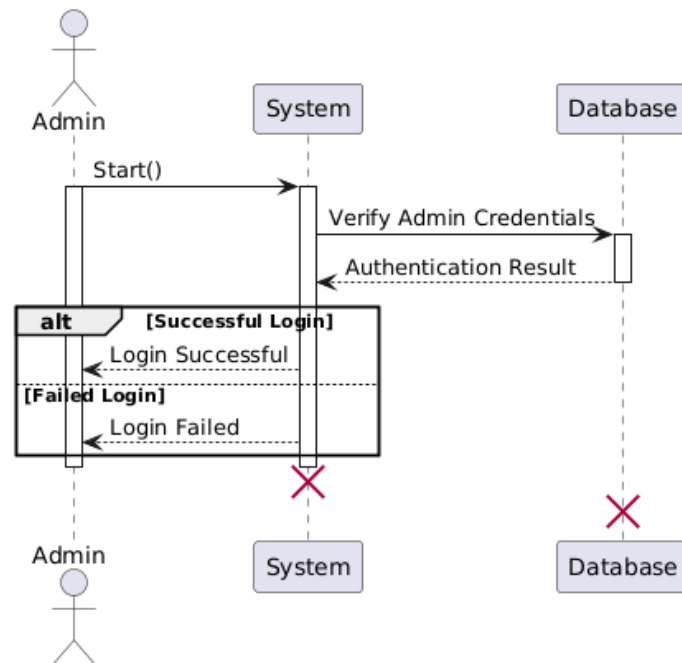 Admin
System
Database
Start()
Verify Admin Credentials
Authentication Result
alt
[Successful Login]
Login Successful
[Failed Login]
Login Failed
Admin
System
Database